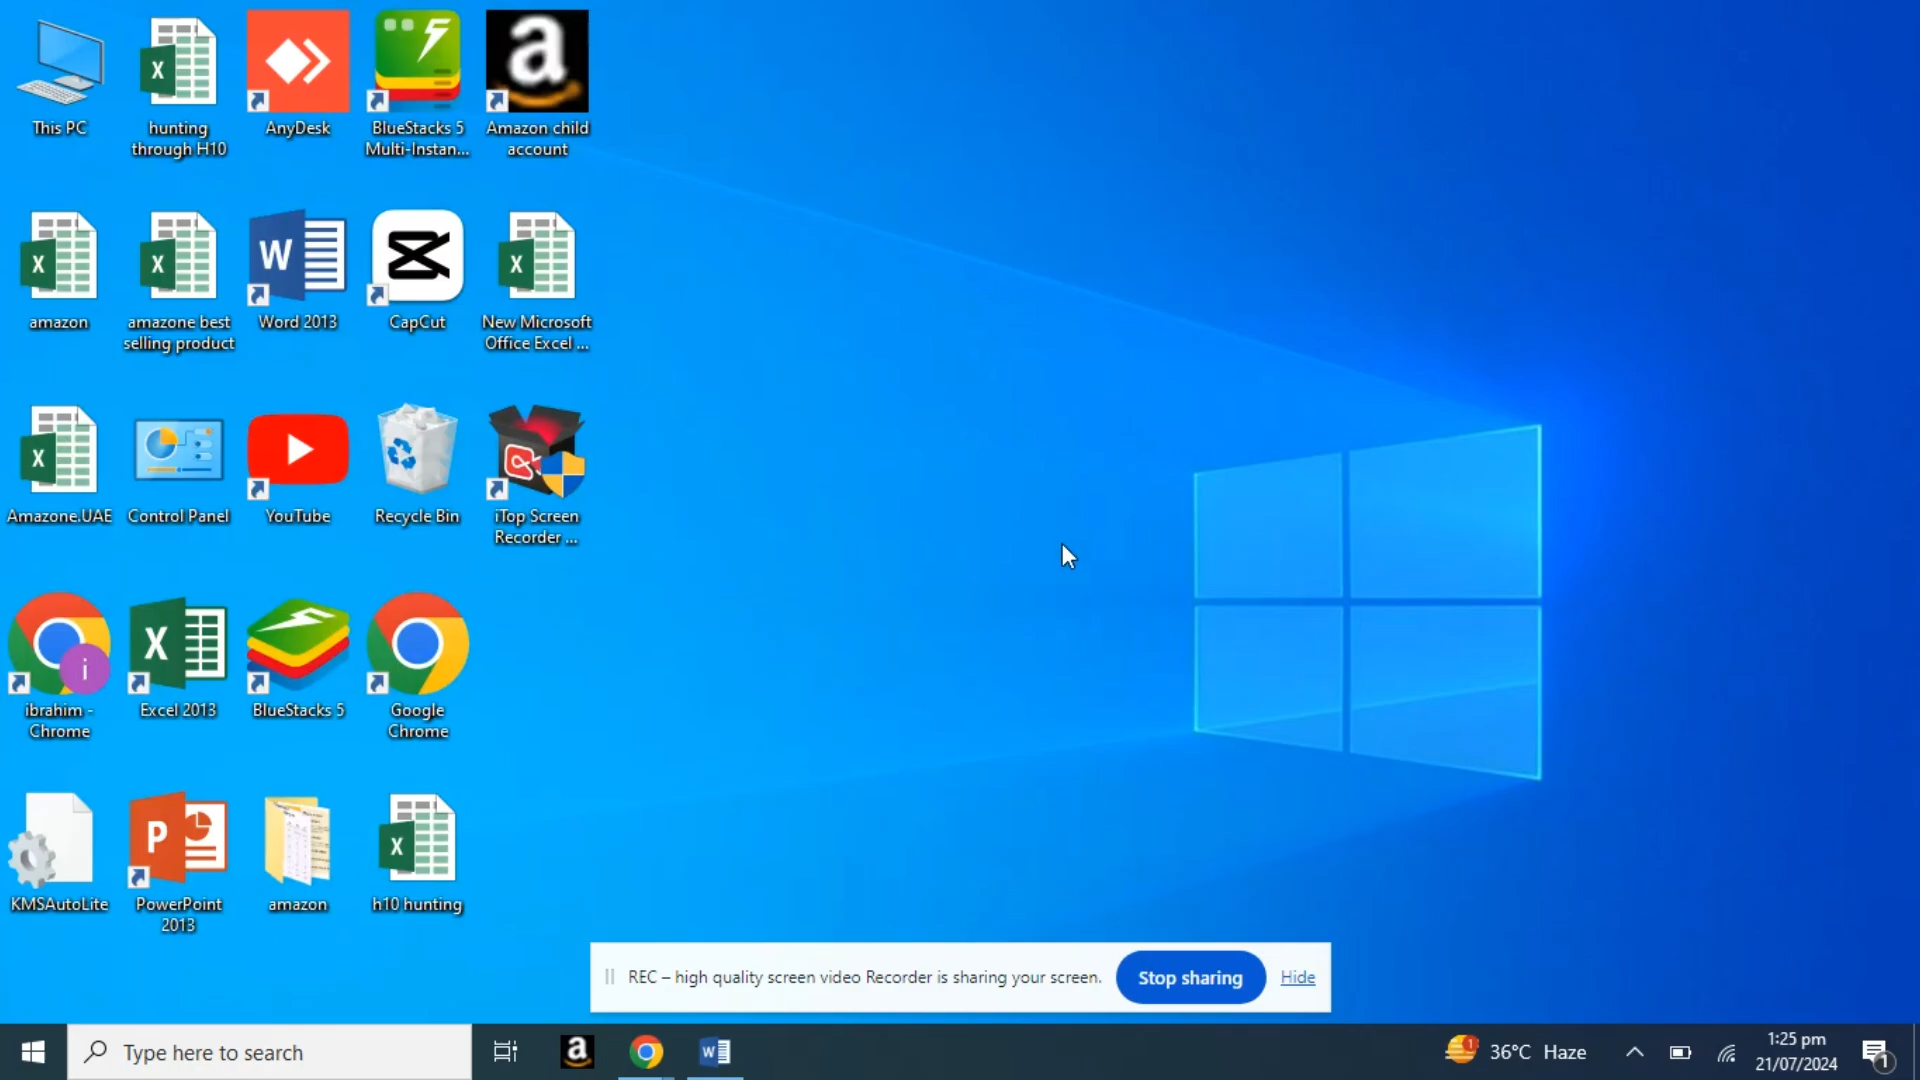 This PC
hunting
through H10
AnyDesk
BlueStacks 5
Multi-Instan...
Amazon child
account
amazon
amazone best
selling product
Word 2013
CapCut
New Microsoft
Office Excel ...
Amazone.UAE
Control Panel
YouTube
Recycle Bin
iTop Screen
Recorder ...
ibrahim -
Chrome
Excel 2013
BlueStacks 5
Google
Chrome
KMSAutoLite
PowerPoint
2013
amazon
h10 hunting
REC – high quality screen video Recorder is sharing your screen.
Stop sharing
Hide
Type here to search
36°C Haze
1:25 pm
21/07/2024
1